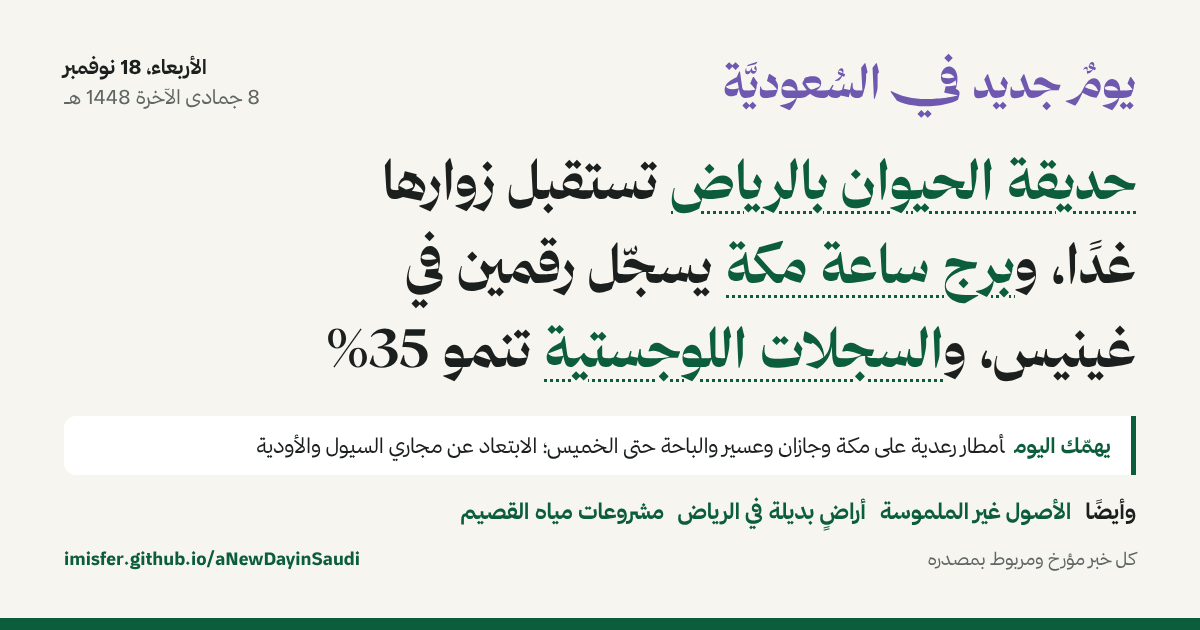 يومٌ جديد في السُعوديَّة
الأربعاء، 18 نوفمبر
8 جمادى الآخرة 1448 هـ
حديقة الحيوان بالرياض تستقبل زوارها
غدًا، وبرج ساعة مكة يسجّل رقمين في
غينيس، والسجلات اللوجستية تنمو 35%
يهمّك اليوم أمطار رعدية على مكة وجازان وعسير والباحة حتى الخميس؛ الابتعاد عن مجاري السيول والأودية
وأيضًا الأصول غير الملموسة أراضٍ بديلة في الرياض مشروعات مياه القصيم
كل خبر مؤرخ ومربوط بمصدره
imisfer.github.io/aNewDayinSaudi